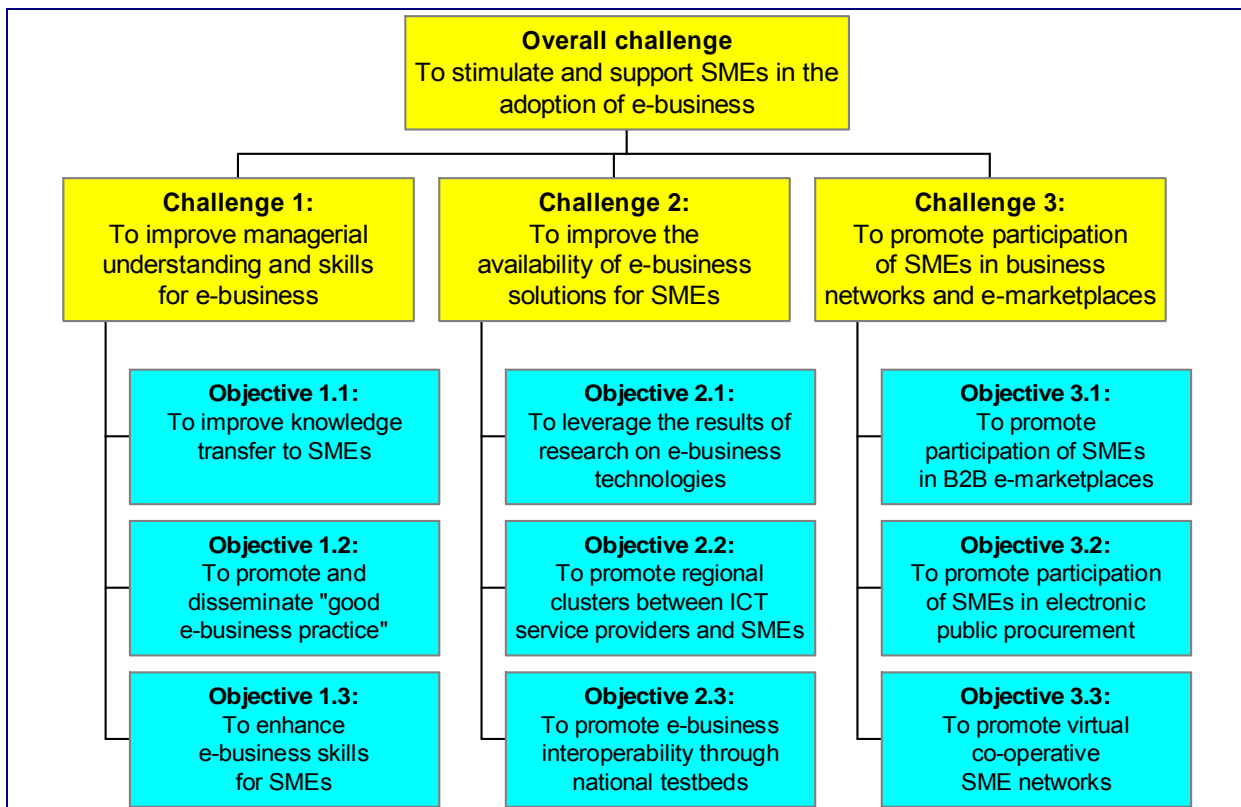 Overall challenge
To stimulate and support SMEs in the
adoption of e-business
Challenge 1:
To improve managerial
understanding and skills
for e-business
Challenge 2:
To improve the
availability of e-business
solutions for SMEs
Challenge 3:
To promote participation
of SMEs in business
networks and e-marketplaces
Objective 1.1:
To improve knowledge
transfer to SMEs
Objective 2.1:
To leverage the results of
research on e-business
technologies
Objective 3.1:
To promote
participation of SMEs
in B2B e-marketplaces
Objective 1.2:
To promote and
disseminate "good
e-business practice"
Objective 2.2:
To promote regional
clusters between ICT
service providers and SMEs
Objective 3.2:
To promote participation
of SMEs in electronic
public procurement
Objective 1.3:
To enhance
e-business skills
for SMEs
Objective 2.3:
To promote e-business
interoperability through
national testbeds
Objective 3.3:
To promote virtual
co-operative
SME networks